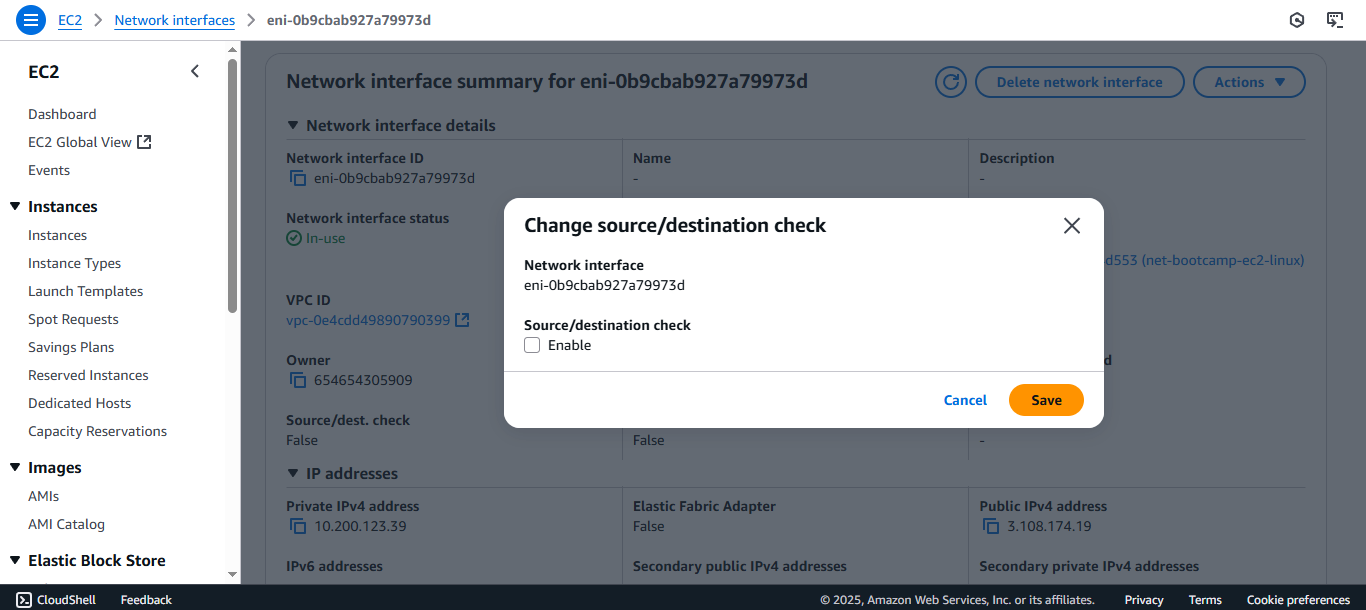 EC2 > Network interfaces > eni-0b9cbab927a79973d
EC2
Dashboard
EC2 Global View
Events
Instances
Instances
Instance Types
Launch Templates
Spot Requests
Savings Plans
Reserved Instances
Dedicated Hosts
Capacity Reservations
Images
AMIs
AMI Catalog
Elastic Block Store
Network interface summary for eni-0b9cbab927a79973d
Delete network interface
Actions
Network interface details
Network interface ID
eni-0b9cbab927a79973d
Name
-
Description
-
Network interface status
In-use
d553 (net-bootcamp-ec2-linux)
VPC ID
vpc-0e4cdd49890790399
Owner
654654305909
Source/dest. check
False
False
-
Change source/destination check
Network interface
eni-0b9cbab927a79973d
Source/destination check
Enable
Cancel
Save
IP addresses
Private IPv4 address
10.200.123.39
Elastic Fabric Adapter
False
Public IPv4 address
3.108.174.19
IPv6 addresses
Secondary public IPv4 addresses
Secondary private IPv4 addresses
CloudShell
Feedback
© 2025, Amazon Web Services, Inc. or its affiliates.
Privacy
Terms
Cookie preferences